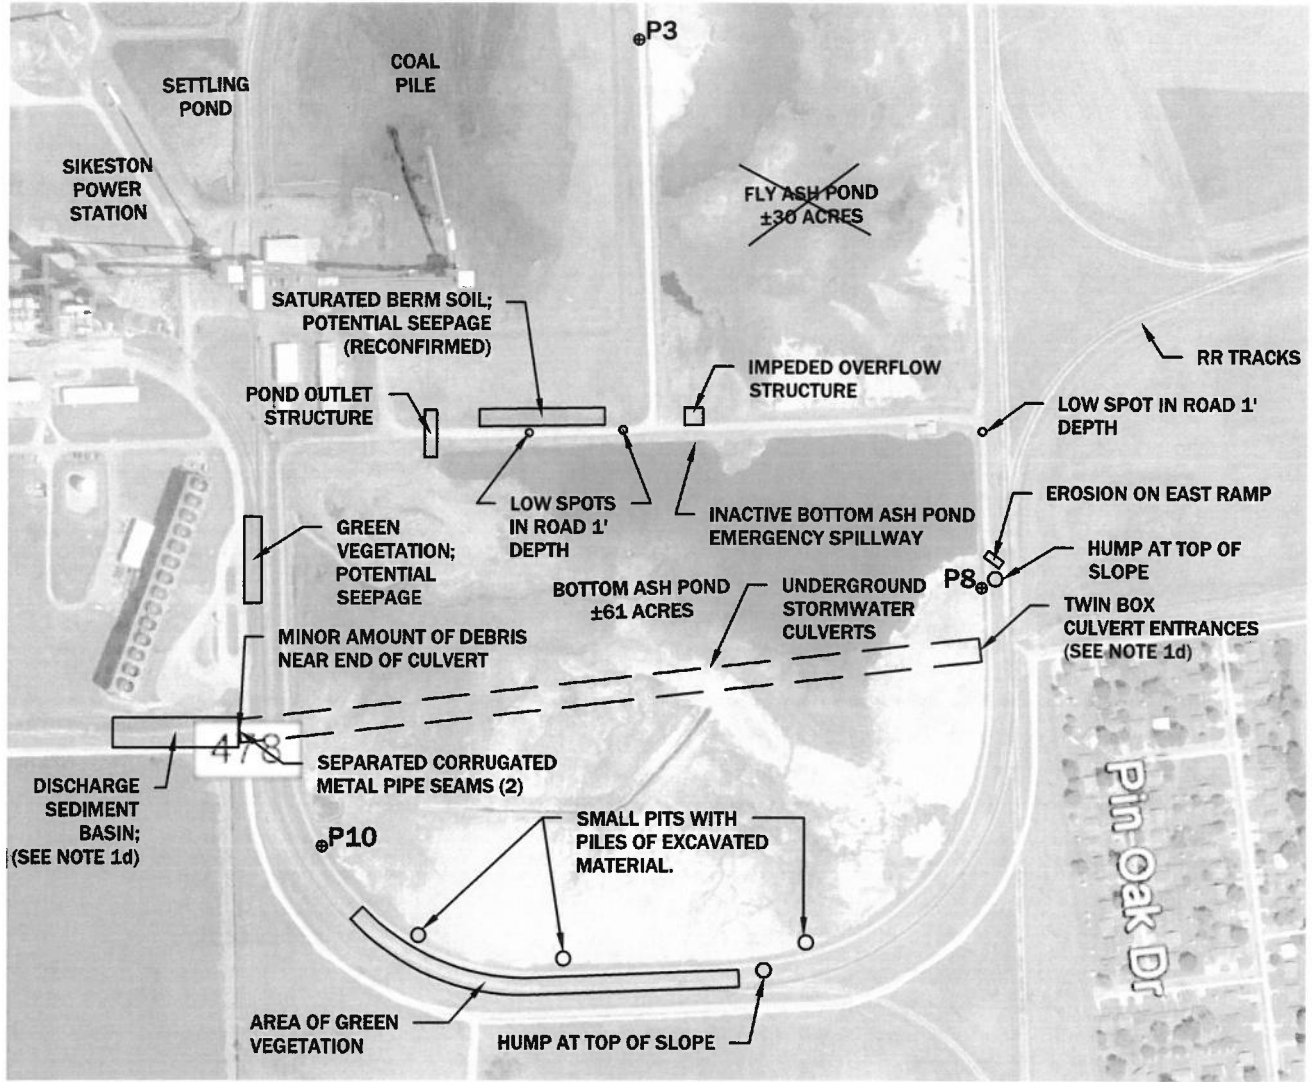 P3
COAL
PILE
SETTLING
POND
SIKESTON
POWER
STATION
FLY ASH POND
±30 ACRES
SATURATED BERM SOIL;
POTENTIAL SEEPAGE
(RECONFIRMED)
RR TRACKS
IMPEDED OVERFLOW
STRUCTURE
POND OUTLET
STRUCTURE
LOW SPOT IN ROAD 1'
DEPTH
EROSION ON EAST RAMP
LOW SPOTS
IN ROAD 1'
DEPTH
INACTIVE BOTTOM ASH POND
EMERGENCY SPILLWAY
GREEN
VEGETATION;
POTENTIAL
SEEPAGE
HUMP AT TOP OF
SLOPE
P8
BOTTOM ASH POND
±61 ACRES
UNDERGROUND
STORMWATER
CULVERTS
TWIN BOX
CULVERT ENTRANCES
(SEE NOTE 1d)
MINOR AMOUNT OF DEBRIS
NEAR END OF CULVERT
478
SEPARATED CORRUGATED
METAL PIPE SEAMS (2)
DISCHARGE
SEDIMENT
BASIN;
(SEE NOTE 1d)
P10
SMALL PITS WITH
PILES OF EXCAVATED
MATERIAL.
Pin-Oak Dr
AREA OF GREEN
VEGETATION
HUMP AT TOP OF SLOPE